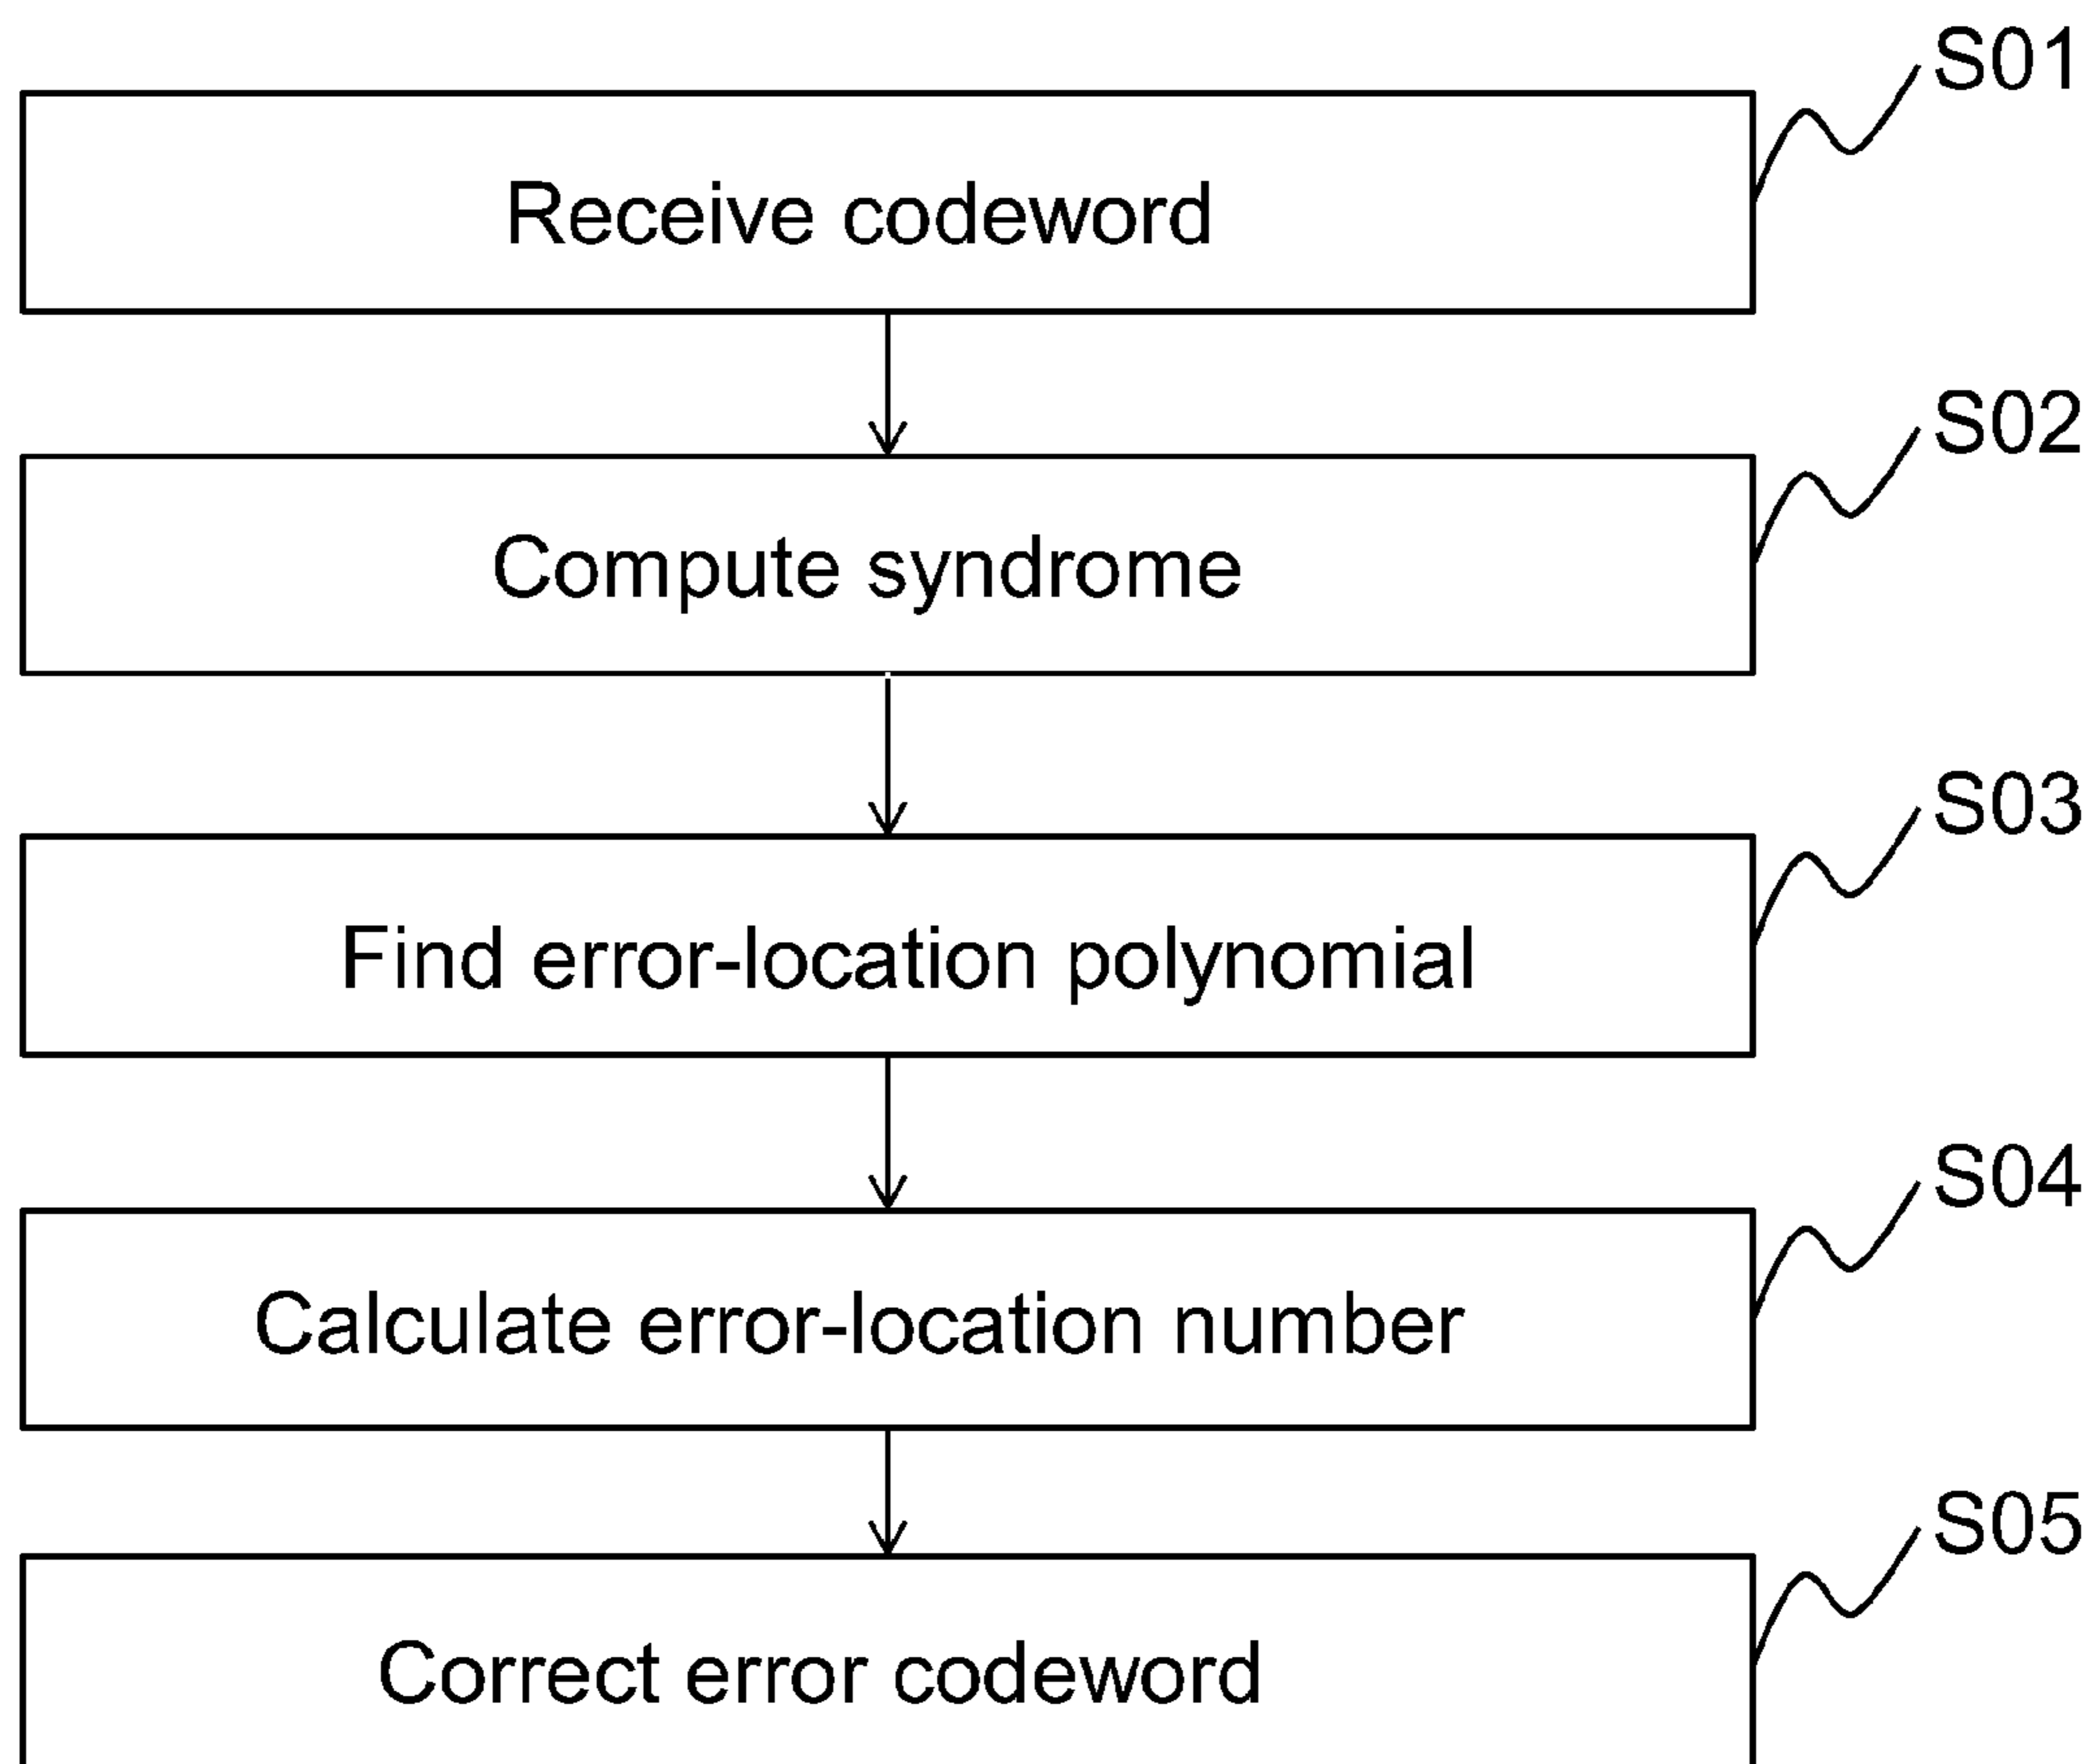 S01
Receive codeword
S02
Compute syndrome
S03
Find error-location polynomial
S04
Calculate error-location number
S05
Correct error codeword